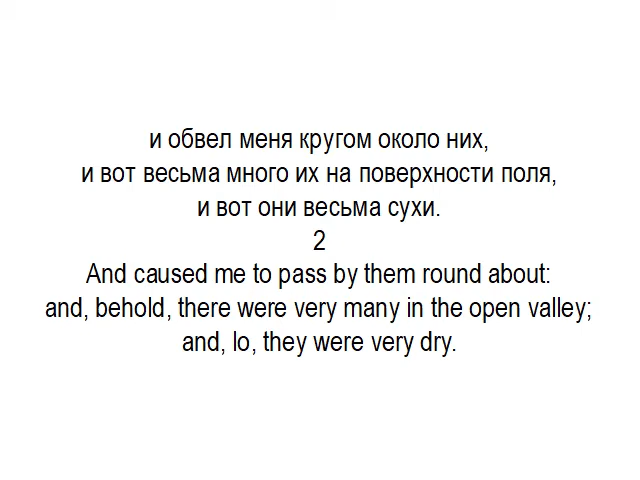 и обвел меня кругом около них,
и вот весьма много их на поверхности поля,
и вот они весьма сухи.
2
And caused me to pass by them round about:
and, behold, there were very many in the open valley;
and, lo, they were very dry.